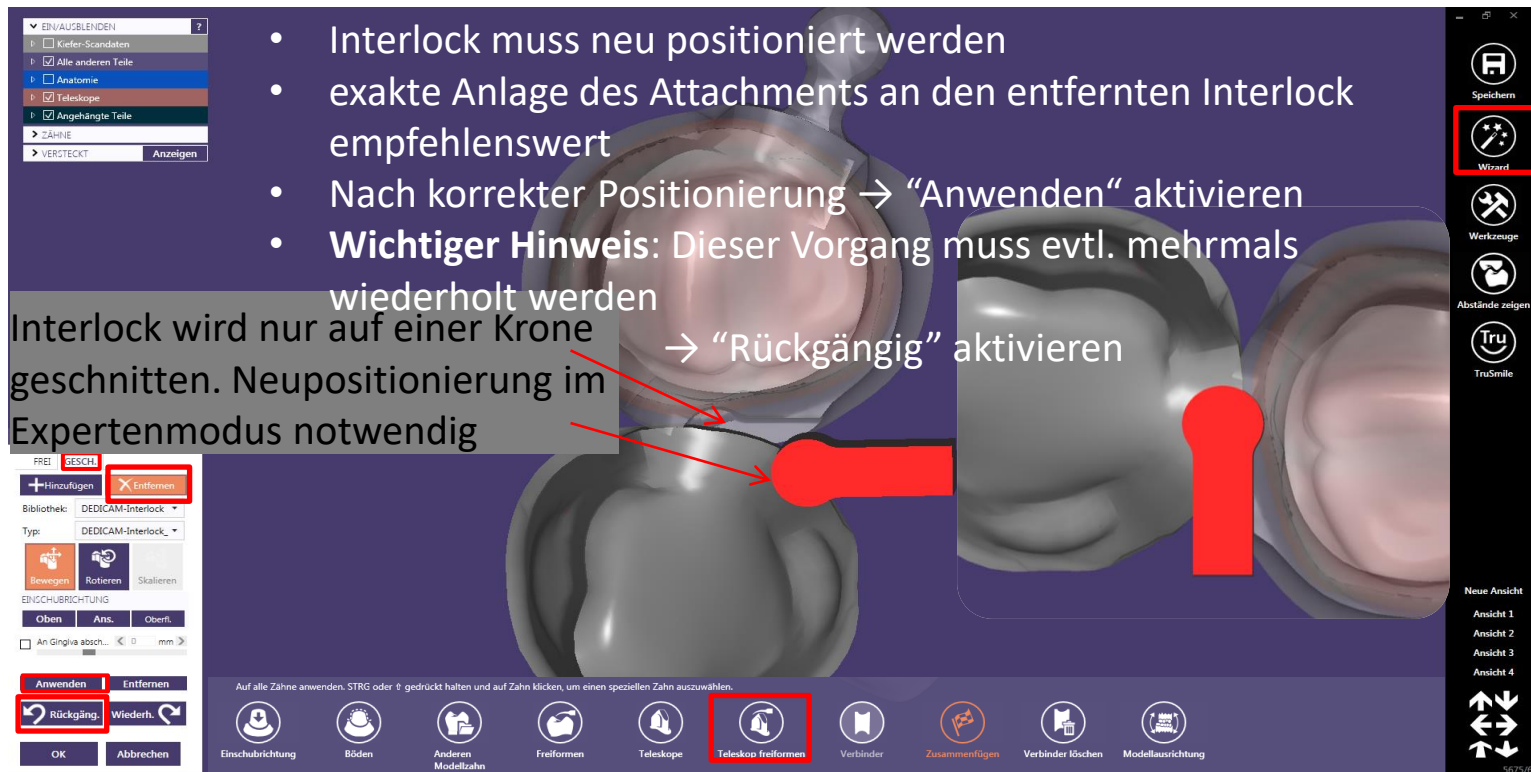 EIN/AUSBLENDEN ?
Kiefer-Scandaten
Alle anderen Teile
Anatomie
Teleskope
Angehängte Teile
ZÄHNE
VERSTECKT Anzeigen
• Interlock muss neu positioniert werden
• exakte Anlage des Attachments an den entfernten Interlock
empfehlenswert
• Nach korrekter Positionierung → “Anwenden“ aktivieren
• Wichtiger Hinweis: Dieser Vorgang muss evtl. mehrmals
wiederholt werden
→ “Rückgängig” aktivieren
Interlock wird nur auf einer Krone
geschnitten. Neupositionierung im
Expertenmodus notwendig
FREI GESCH.
Hinzufügen Entfernen
Bibliothek: DEDICAM-Interlock
Typ: DEDICAM-Interlock_
Bewegen Rotieren Skalieren
EINSCHUBRICHTUNG
Oben Ans. Oberfl.
An Gingiva absch... 0 mm
Anwenden Entfernen
Rückgäng. Wiederh.
OK Abbrechen
Auf alle Zähne anwenden. STRG oder ⇧ gedrückt halten und auf Zahn klicken, um einen speziellen Zahn auszuwählen.
Einschubrichtung
Böden
Anderen
Modellzahn
Freiformen
Teleskope
Teleskop freiformen
Verbinder
Zusammenfügen
Verbinder löschen
Modellausrichtung
Speichern
Wizard
Werkzeuge
Abstände zeigen
Tru
TruSmile
Neue Ansicht
Ansicht 1
Ansicht 2
Ansicht 3
Ansicht 4